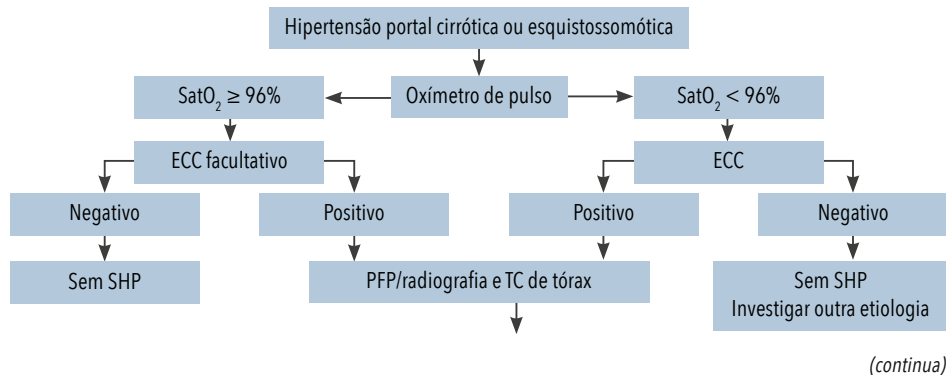 Hipertensão portal cirrótica ou esquistossomótica
SatO₂ ≥ 96%
Oxímetro de pulso
SatO₂ < 96%
ECC facultativo
ECC
Negativo
Positivo
Positivo
Negativo
Sem SHP
PFP/radiografia e TC de tórax
Sem SHP
Investigar outra etiologia
(continua)